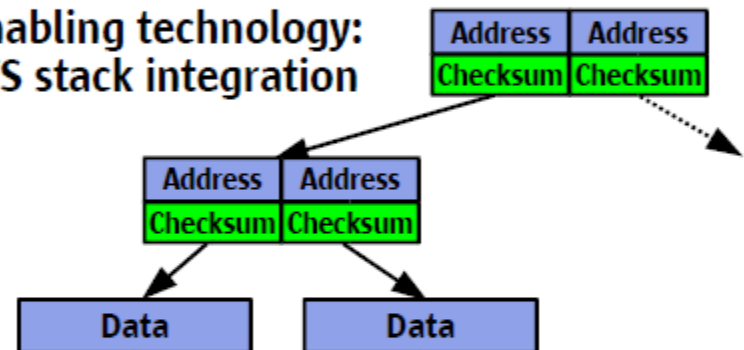 nabling technology:
S stack integration
Address Address
Checksum Checksum
Address Address
Checksum Checksum
Data Data